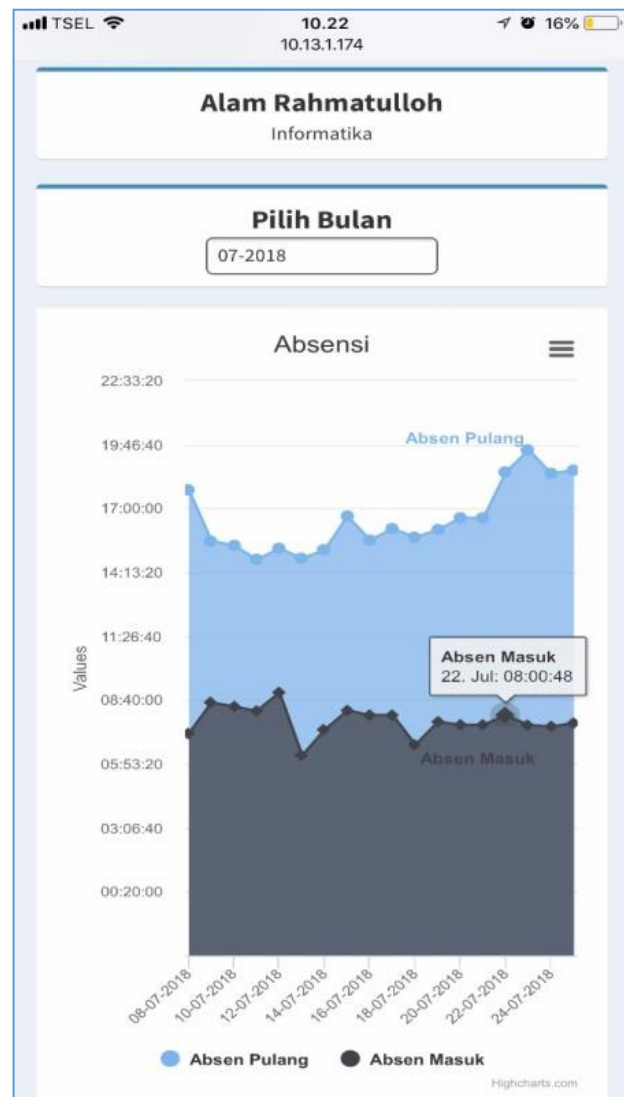 TSEL 10.22 16%
10.13.1.174
Alam Rahmatulloh
Informatika
Pilih Bulan
07-2018
Absensi
22:33:20
19:46:40
17:00:00
14:13:20
11:26:40
08:40:00
05:53:20
03:06:40
00:20:00
Values
Absen Pulang
Absen Masuk
22. Jul: 08:00:48
Absen Masuk
08-07-2018
10-07-2018
12-07-2018
14-07-2018
16-07-2018
18-07-2018
20-07-2018
22-07-2018
24-07-2018
Absen Pulang Absen Masuk
Highcharts.com